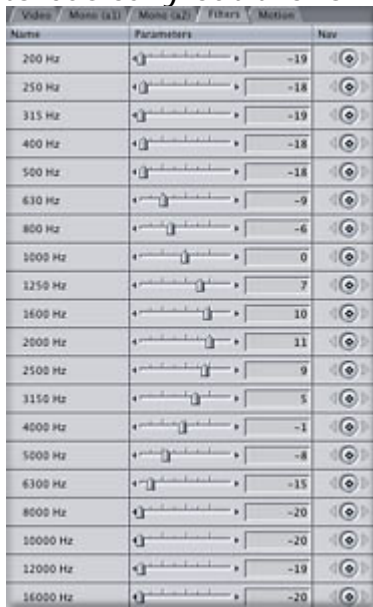 Video Mono (a1) Mono (a2) Filters Motion
Name Parameters Nav
200 Hz -19
250 Hz -18
315 Hz -19
400 Hz -18
500 Hz -18
630 Hz -9
800 Hz -6
1000 Hz 0
1250 Hz 7
1600 Hz 10
2000 Hz 11
2500 Hz 9
3150 Hz 5
4000 Hz -1
5000 Hz -8
6300 Hz -15
8000 Hz -20
10000 Hz -20
12000 Hz -19
16000 Hz -20